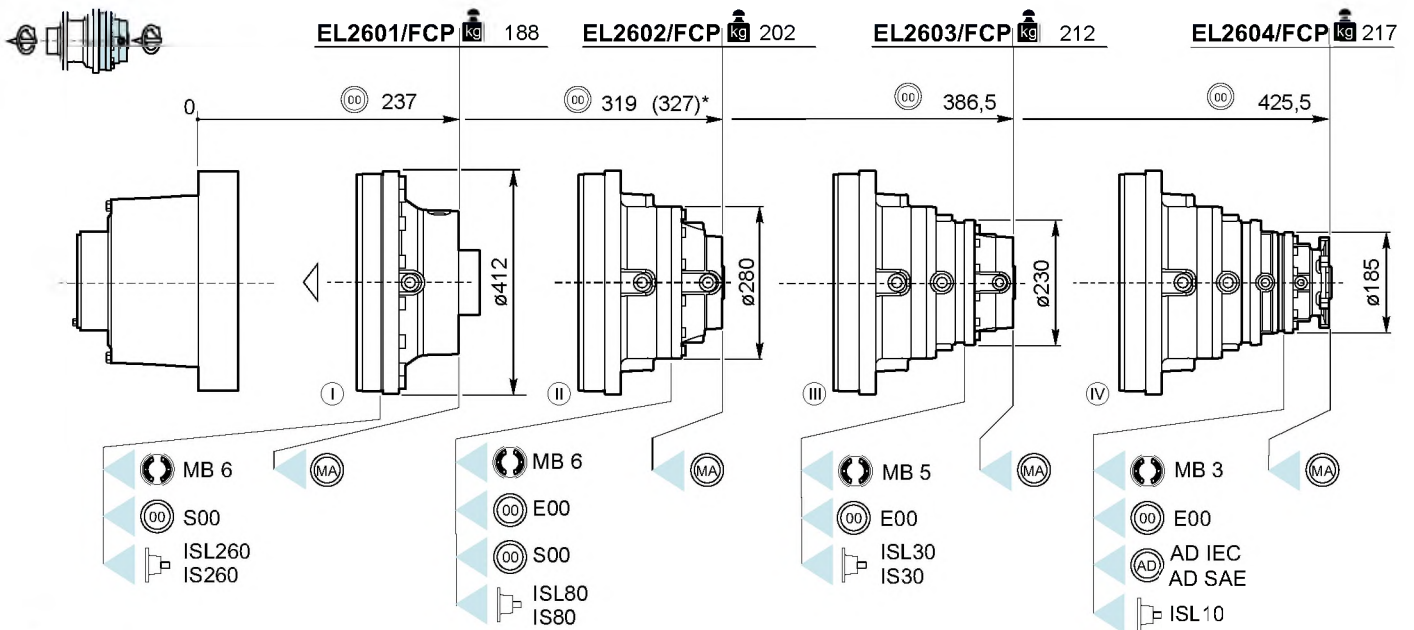 EL2601/FCP kg 188
EL2602/FCP kg 202
EL2603/FCP kg 212
EL2604/FCP kg 217
0
00 237
00 319 (327)*
00 386,5
00 425,5
ø412
ø280
ø230
ø185
I
II
III
IV
MB 6
00 S00
ISL260
IS260
MA
MB 6
00 E00
00 S00
ISL80
IS80
MA
MB 5
00 E00
ISL30
IS30
MA
MB 3
00 E00
AD AD IEC
AD SAE
ISL10
MA